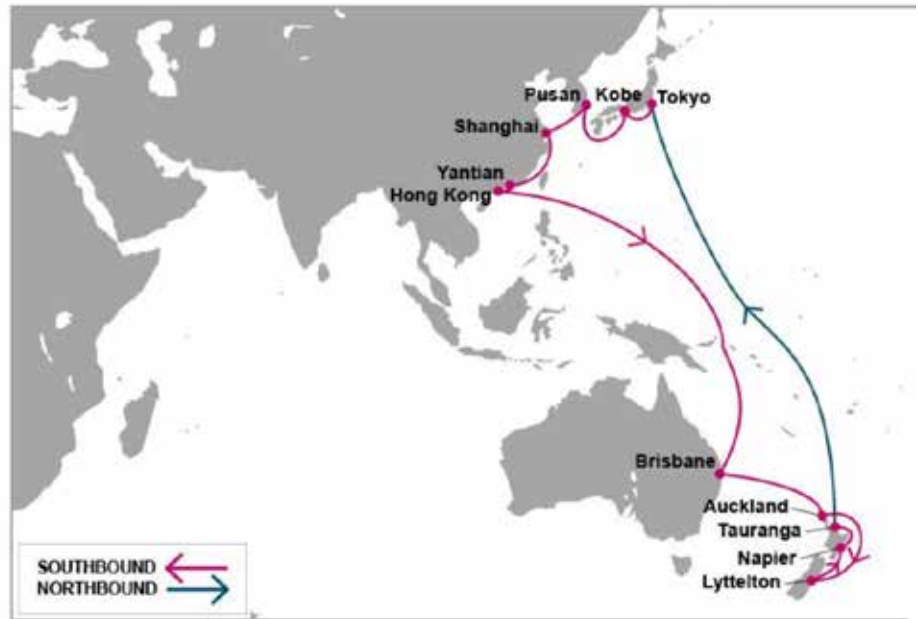 Pusan
Kobe
Tokyo
Shanghai
Yantian
Hong Kong
Brisbane
Auckland
Tauranga
Napier
Lyttelton
SOUTHBOUND
NORTHBOUND